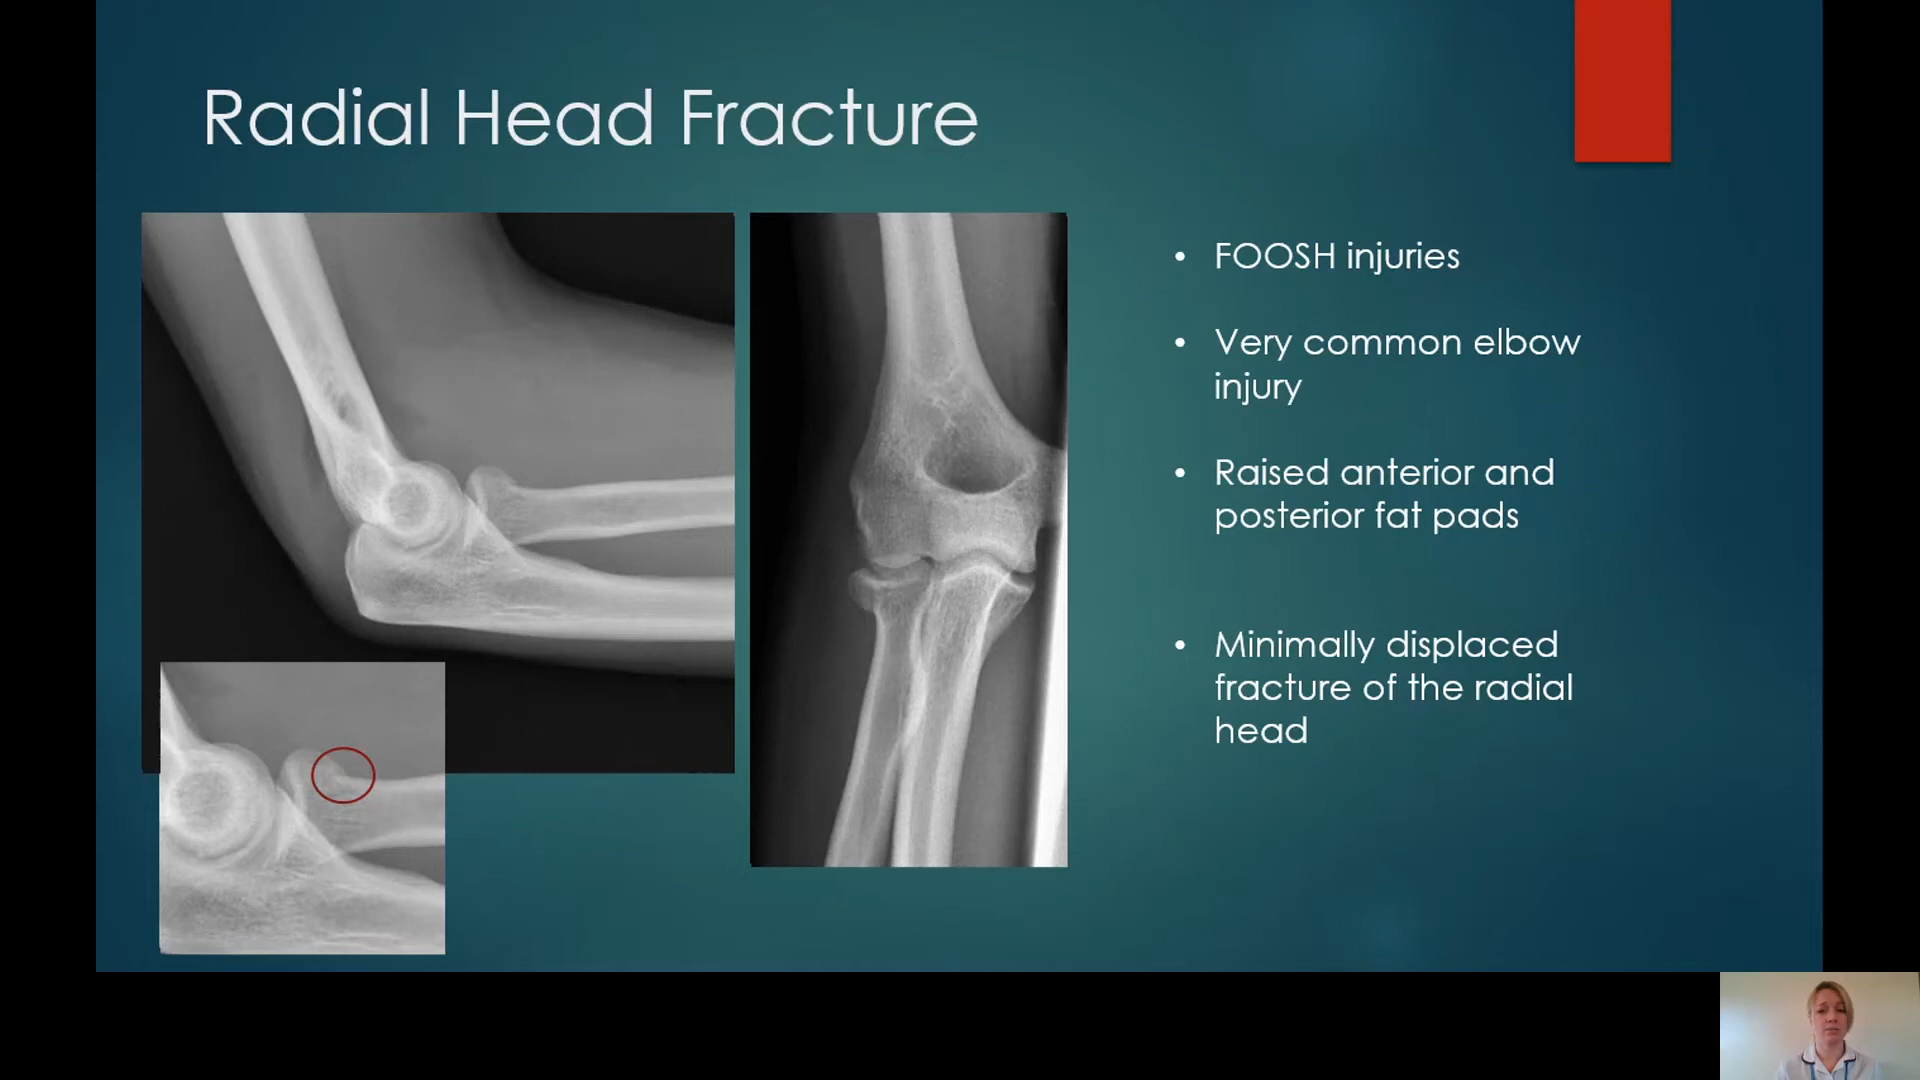 Radial Head Fracture
• FOOSH injuries
• Very common elbow
injury
• Raised anterior and
posterior fat pads
• Minimally displaced
fracture of the radial
head